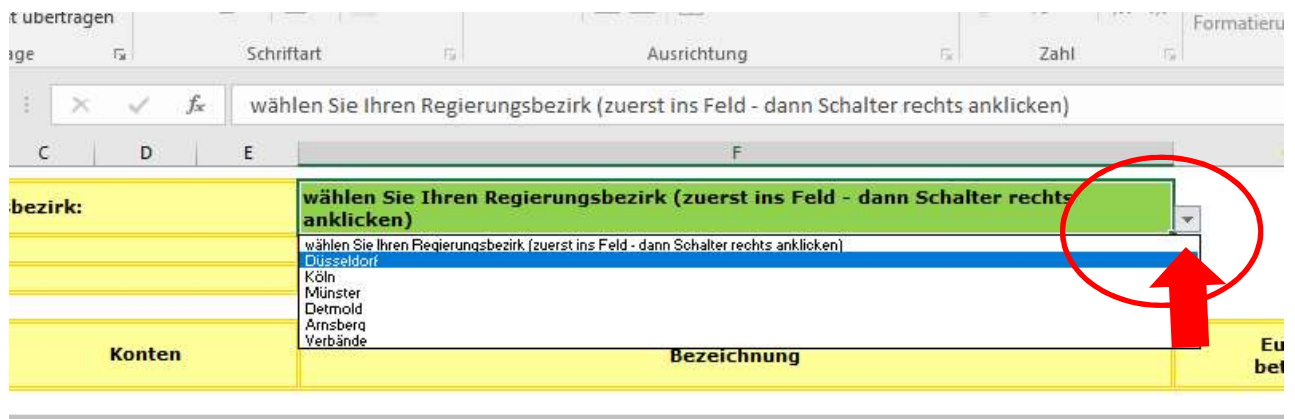 t übertragen
Formatieru
age
Schriftart
Ausrichtung
Zahl
fx wählen Sie Ihren Regierungsbezirk (zuerst ins Feld - dann Schalter rechts anklicken)
C D E F
sbezirk:
wählen Sie Ihren Regierungsbezirk (zuerst ins Feld - dann Schalter rechts
anklicken)
wählen Sie Ihren Regierungsbezirk (zuerst ins Feld - dann Schalter rechts anklicken)
Düsseldorf
Köln
Münster
Detmold
Arnsberg
Verbände
Konten
Bezeichnung
Eu
bet